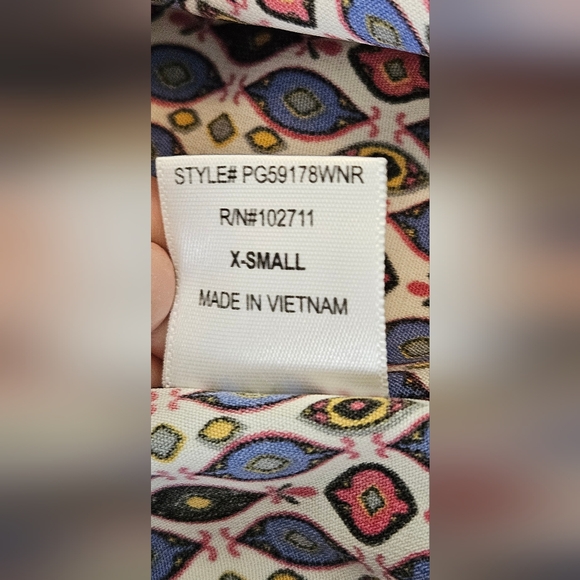 STYLE# PG59178WNR
R/N#102711
X-SMALL
MADE IN VIETNAM